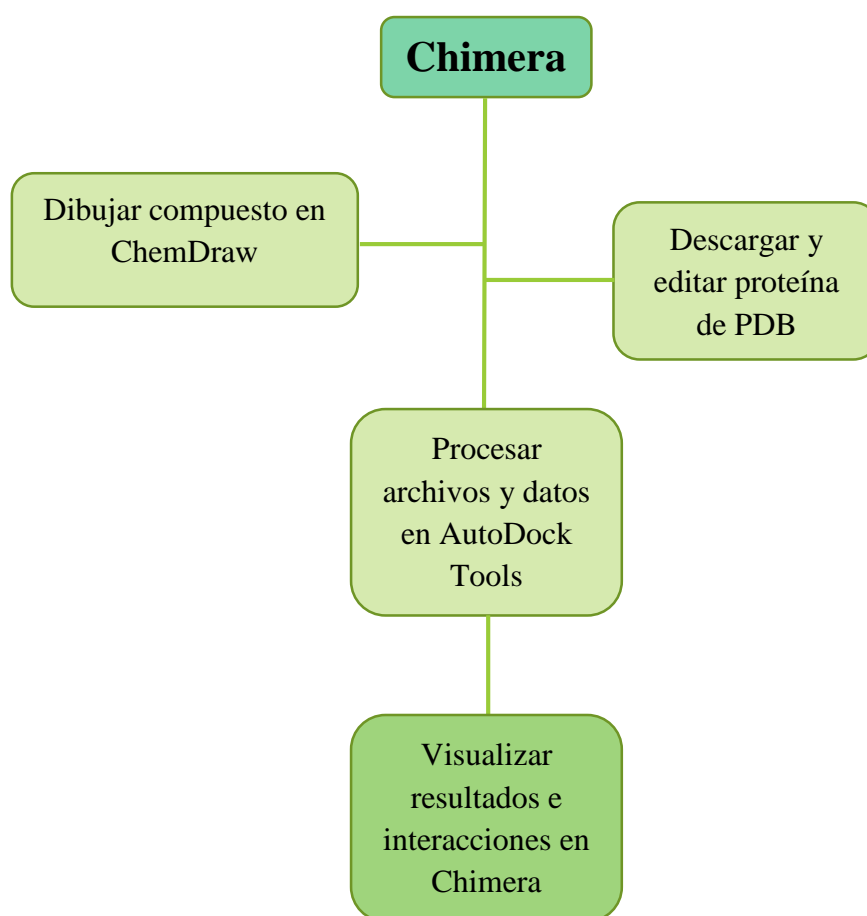 Chimera
Dibujar compuesto en
ChemDraw
Descargar y
editar proteína
de PDB
Procesar
archivos y datos
en AutoDock
Tools
Visualizar
resultados e
interacciones en
Chimera